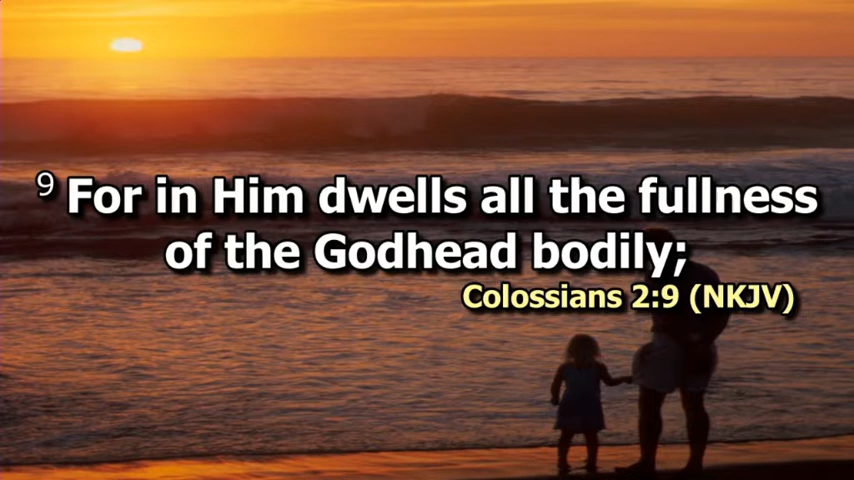 9 For in Him dwells all the fullness
of the Godhead bodily;
Colossians 2:9 (NKJV)